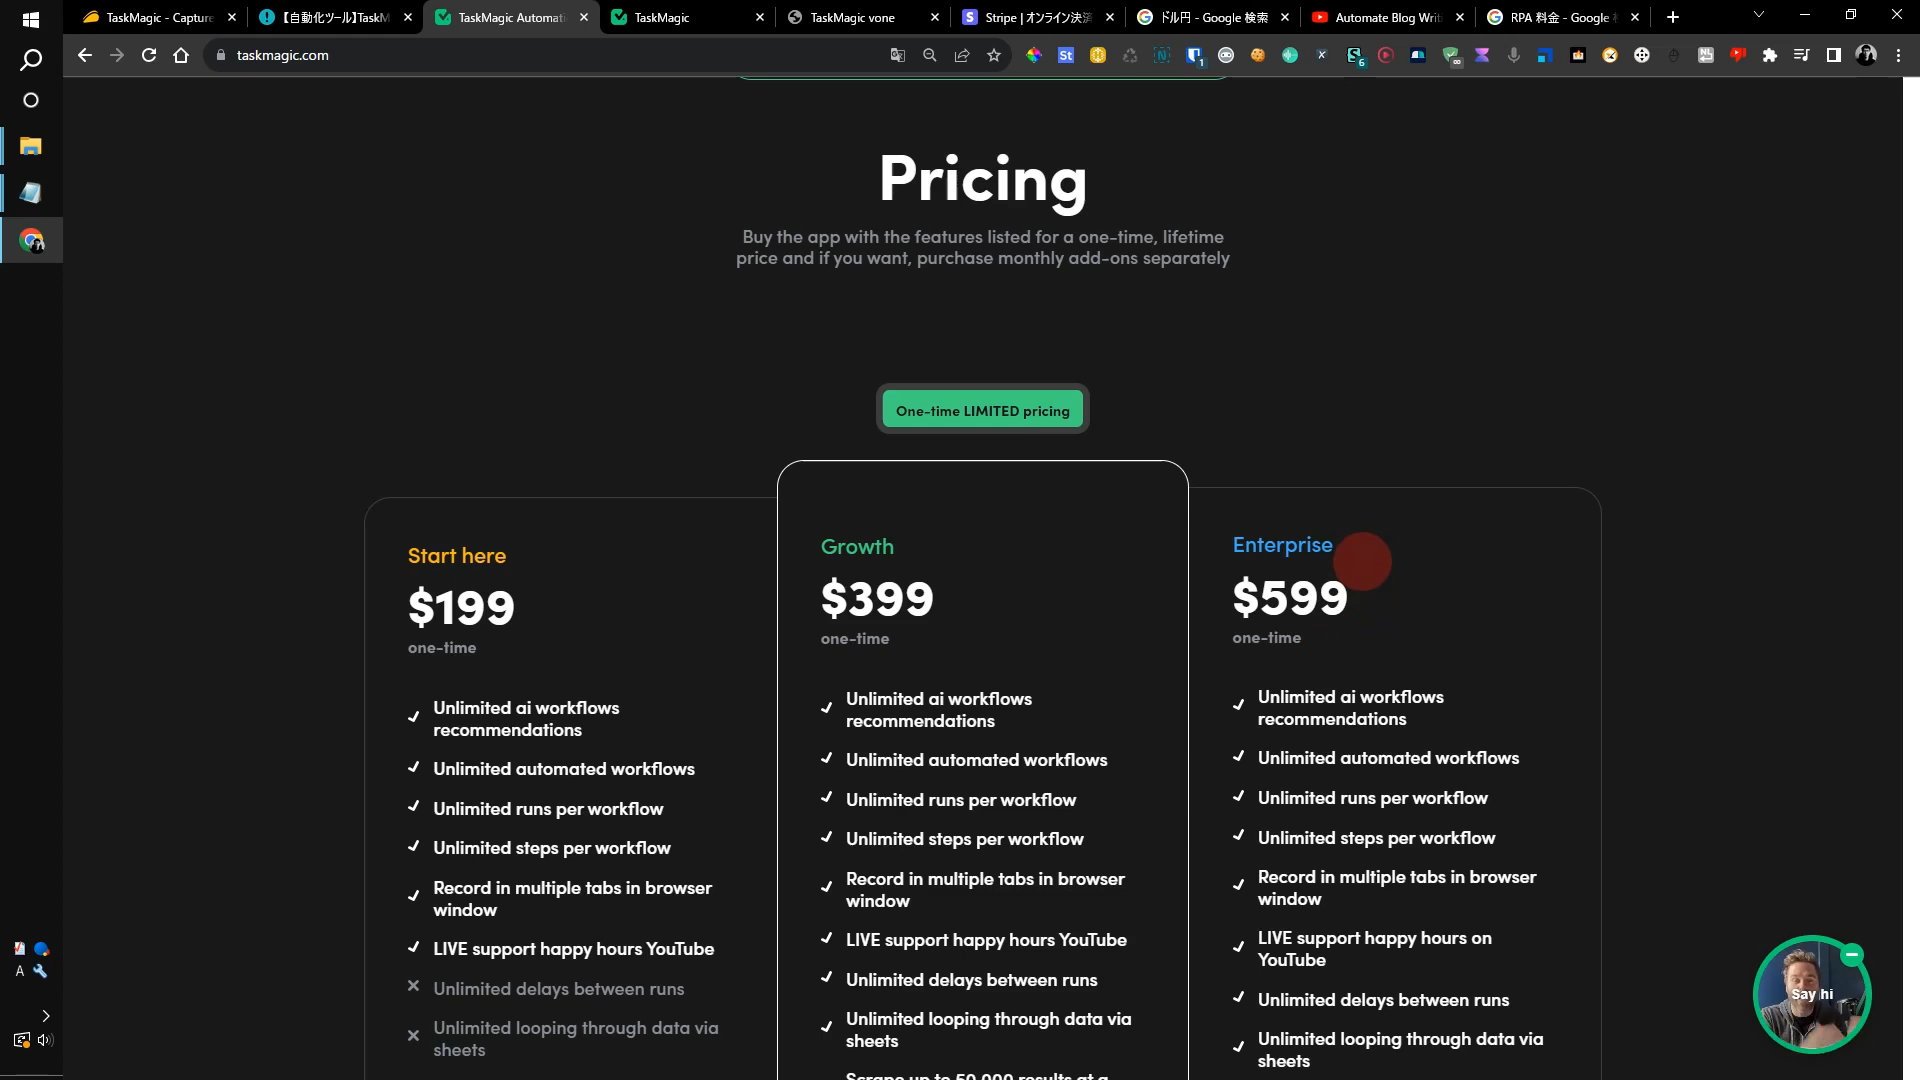 TaskMagic - Capture
【自動化ツール】TaskM
TaskMagic Automati
TaskMagic
TaskMagic vone
Stripe | オンライン決済
ドル円 - Google 検索
Automate Blog Writ
RPA 料金 - Google
taskmagic.com
Pricing
Buy the app with the features listed for a one-time, lifetime
price and if you want, purchase monthly add-ons separately
One-time LIMITED pricing
Start here
$199
one-time
Unlimited ai workflows
recommendations
Unlimited automated workflows
Unlimited runs per workflow
Unlimited steps per workflow
Record in multiple tabs in browser
window
LIVE support happy hours YouTube
Unlimited delays between runs
Unlimited looping through data via
sheets
Growth
$399
one-time
Unlimited ai workflows
recommendations
Unlimited automated workflows
Unlimited runs per workflow
Unlimited steps per workflow
Record in multiple tabs in browser
window
LIVE support happy hours YouTube
Unlimited delays between runs
Unlimited looping through data via
sheets
Scrape up to 50,000 results at a
Enterprise
$599
one-time
Unlimited ai workflows
recommendations
Unlimited automated workflows
Unlimited runs per workflow
Unlimited steps per workflow
Record in multiple tabs in browser
window
LIVE support happy hours on
YouTube
Unlimited delays between runs
Unlimited looping through data via
sheets
Say hi
A